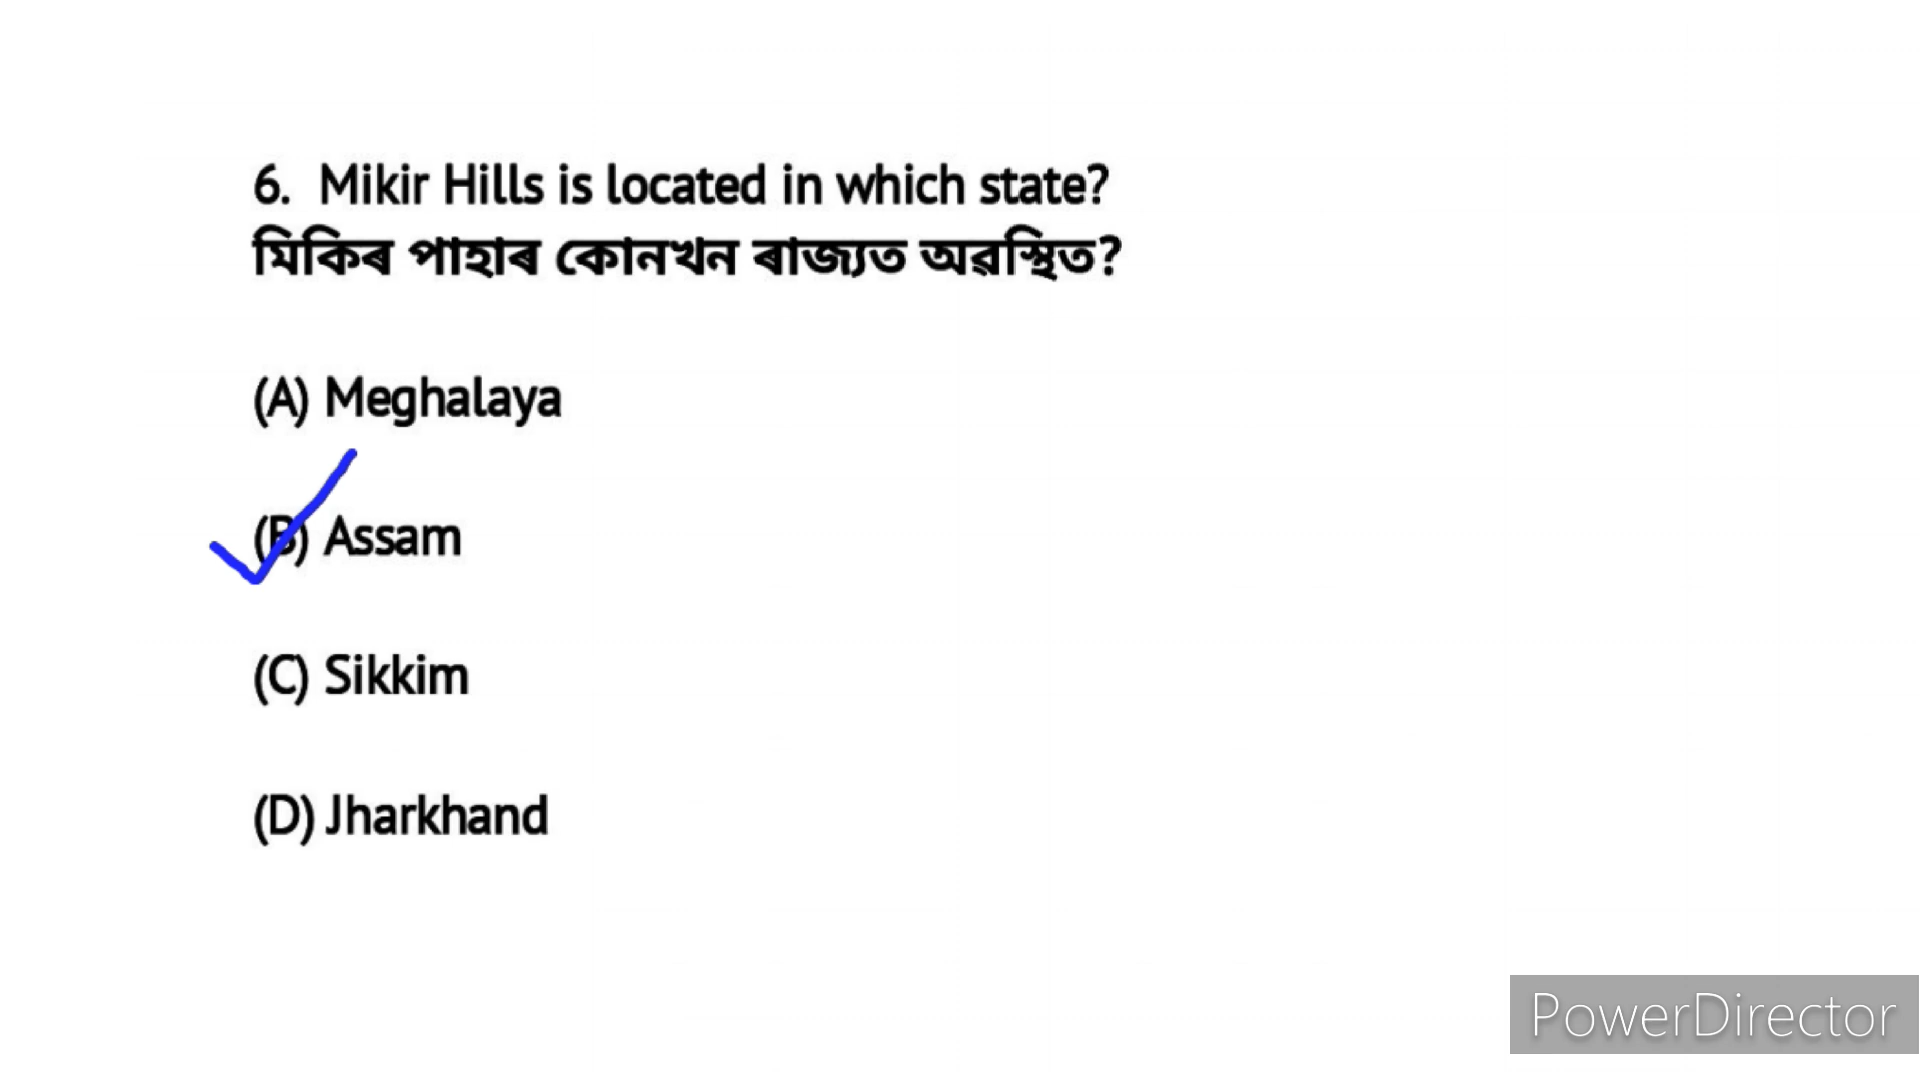 6. Mikir Hills is located in which state?
মিকিৰ পাহাৰ কোনখন ৰাজ্যত অৱস্থিত?
(A) Meghalaya
(B) Assam
(C) Sikkim
(D) Jharkhand
PowerDirector